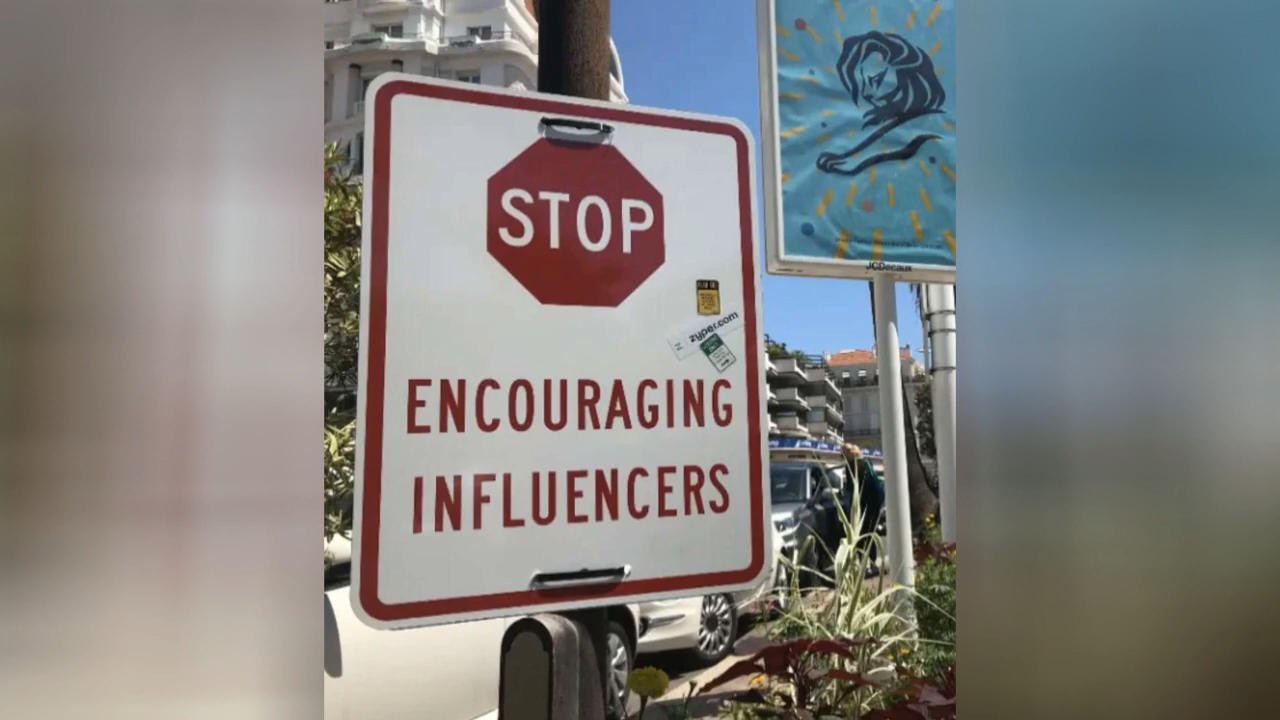 STOP
zyper.com
ENCOURAGING
INFLUENCERS
JCDecaux